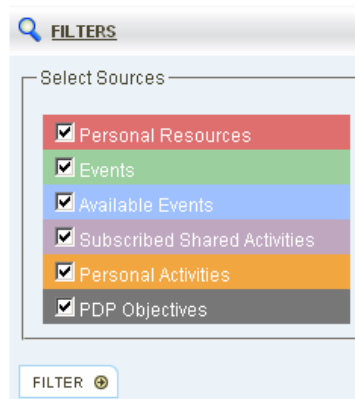 FILTERS
Select Sources
Personal Resources
Events
Available Events
Subscribed Shared Activities
Personal Activities
PDP Objectives
FILTER